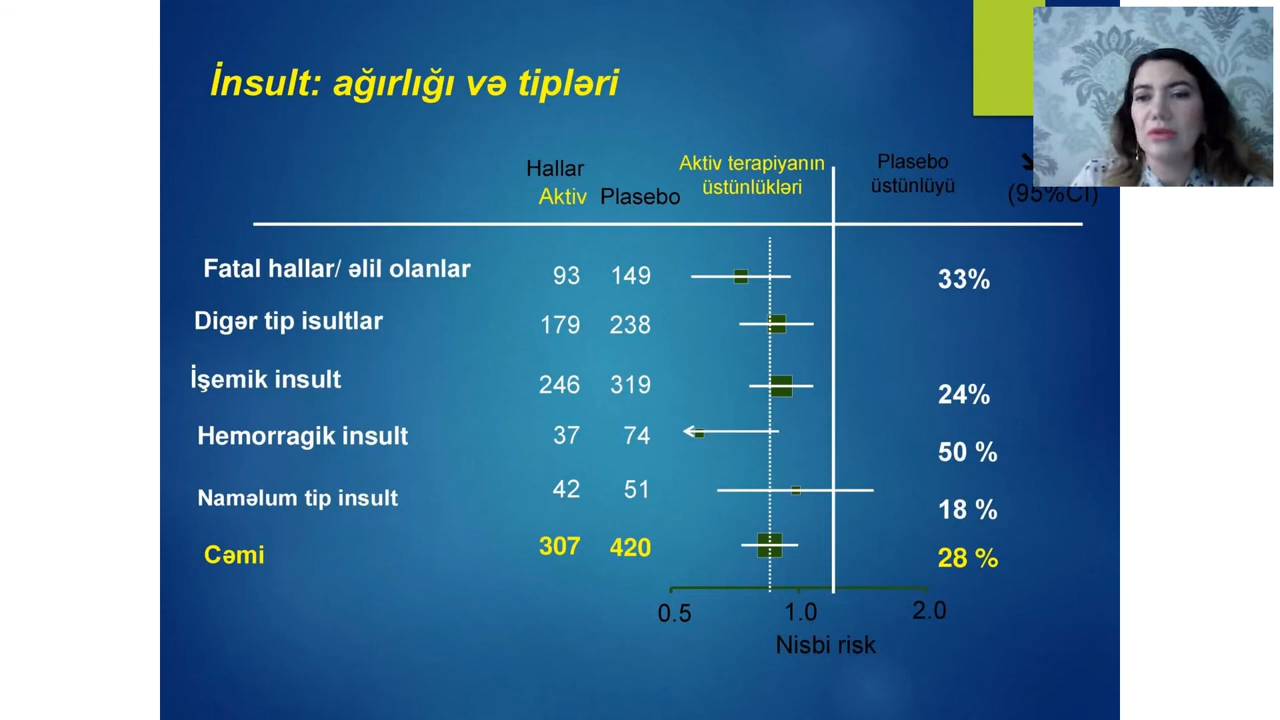 İnsult: ağırlığı və tipləri
Hallar
Aktiv Plasebo
Aktiv terapiyanın
üstünlükləri
Plasebo
üstünlüyü
(95%CI)
Fatal hallar/ əlil olanlar 93 149 33%
Digər tip isultlar 179 238
İşemik insult 246 319 24%
Hemorragik insult 37 74 50 %
Naməlum tip insult 42 51 18 %
Cəmi 307 420 28 %
0.5 1.0 2.0
Nisbi risk